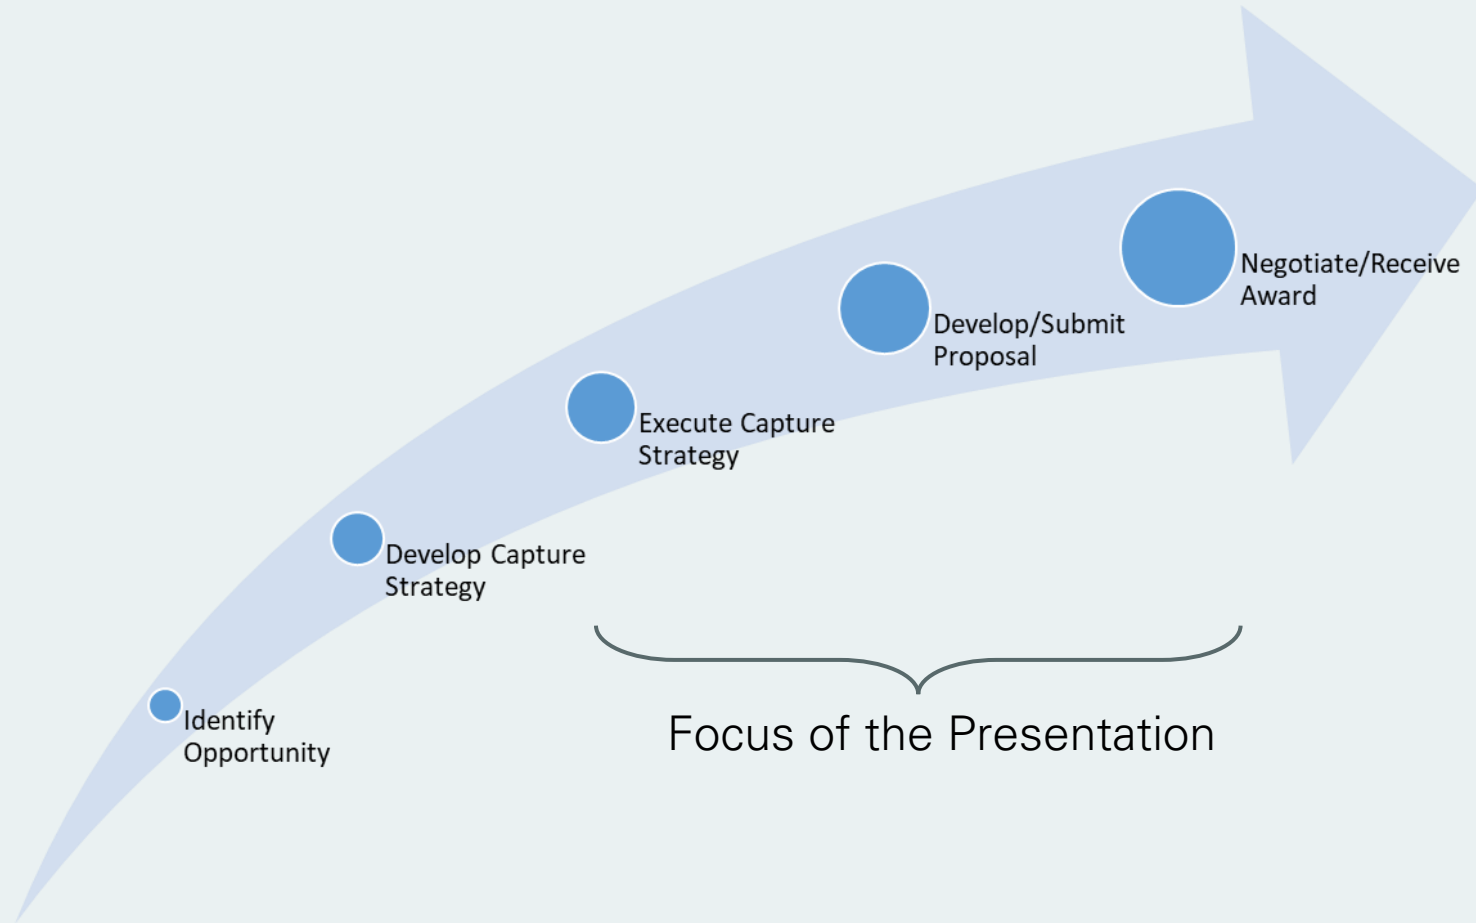 Negotiate/Receive
Award
Develop/Submit
Proposal
Execute Capture
Strategy
Develop Capture
Strategy
Identify
Opportunity
Focus of the Presentation